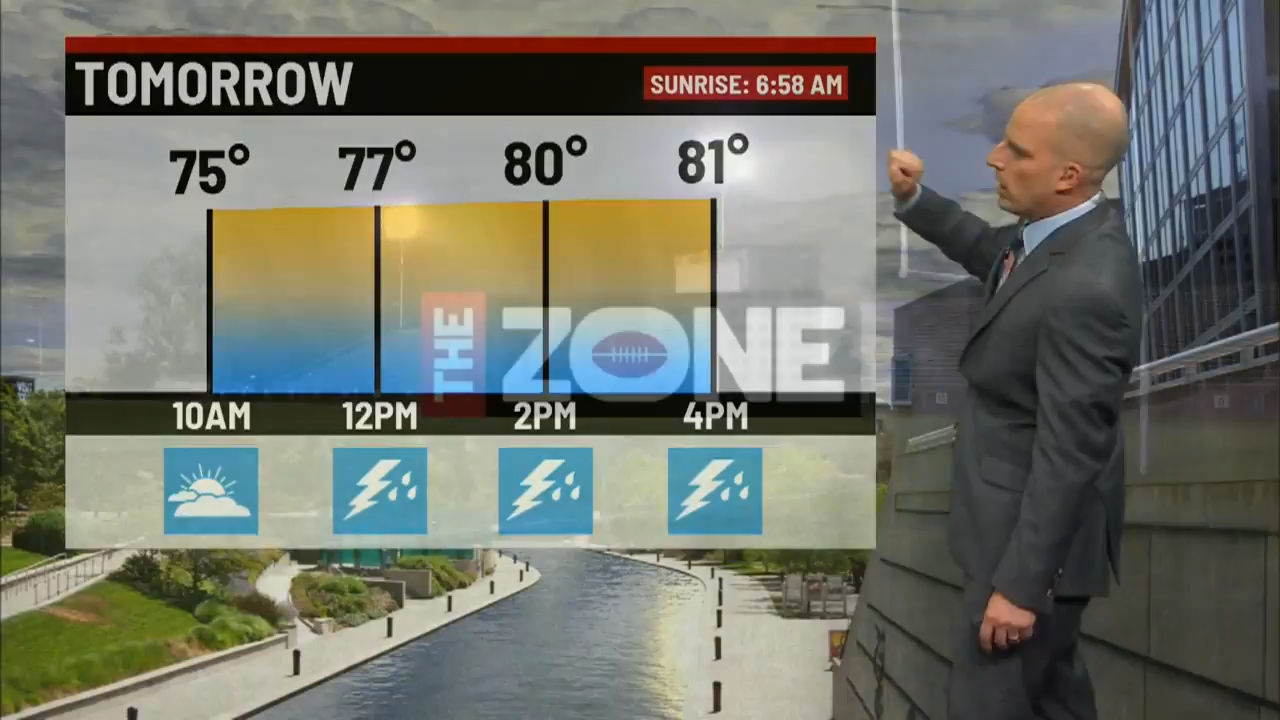 TOMORROW
SUNRISE: 6:58 AM
75° 77° 80° 81°
THE ZONE
10AM 12PM 2PM 4PM